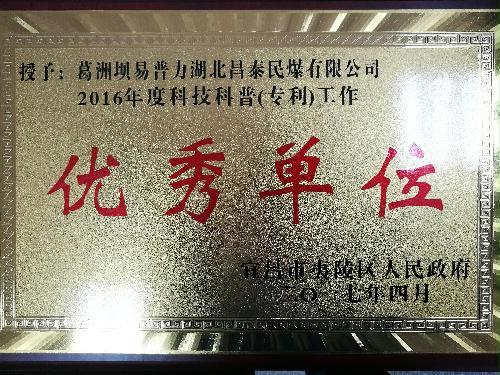 授予：葛洲坝易普力湖北昌泰民爆有限公司
2016年度科技科普(专利)工作
优秀单位
宜昌市夷陵区人民政府
二〇一七年四月